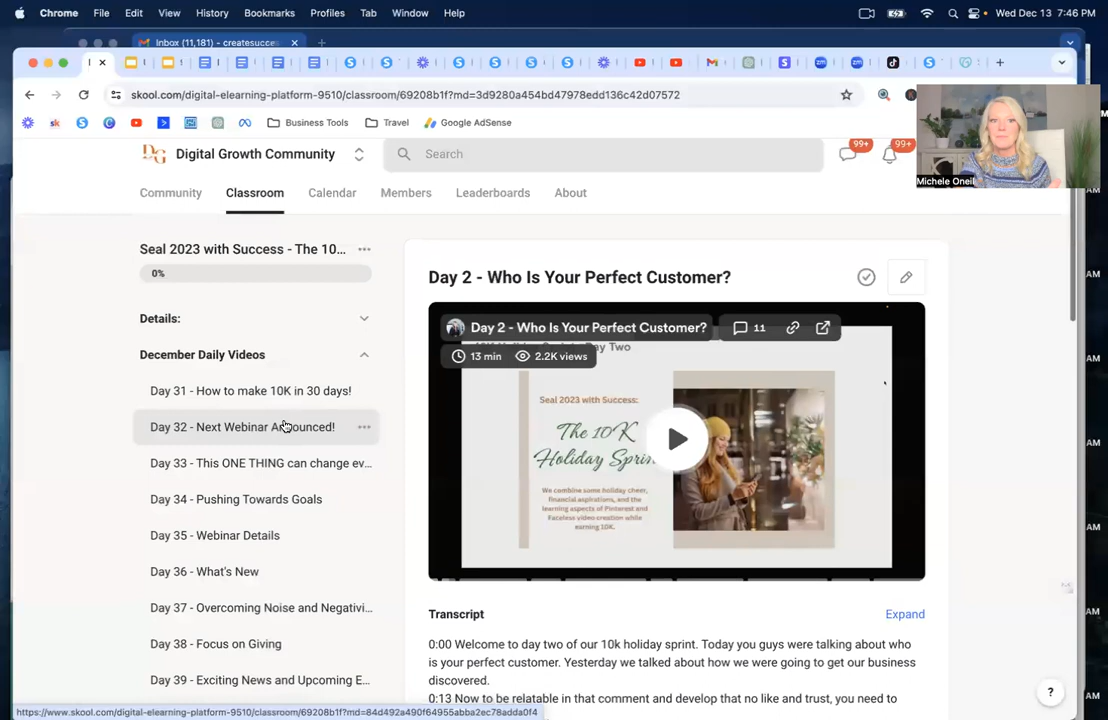 Chrome File Edit View History Bookmarks Profiles Tab Window Help Wed Dec 13 7:46 PM
Inbox (11,181) - createsucce
skool.com/digital-elearning-platform-9510/classroom/69208b1f?md=3d9280a454bd47978edd136c42d07572
Business Tools Travel Google AdSense
DG Digital Growth Community Search 99+ 99+
Michele Oneil
Community Classroom Calendar Members Leaderboards About
Seal 2023 with Success - The 10...
0%
Details:
December Daily Videos
Day 31 - How to make 10K in 30 days!
Day 32 - Next Webinar Announced!
Day 33 - This ONE THING can change ev...
Day 34 - Pushing Towards Goals
Day 35 - Webinar Details
Day 36 - What's New
Day 37 - Overcoming Noise and Negativi...
Day 38 - Focus on Giving
Day 39 - Exciting News and Upcoming E...
Day 2 - Who Is Your Perfect Customer?
Day 2 - Who Is Your Perfect Customer? 11
13 min 2.2K views
Day Two
Seal 2023 with Success:
The 10K
Holiday Sprin
We combine some holiday cheer,
financial aspirations, and the
learning aspects of Pinterest and
Faceless video creation while
earning 10K.
Transcript Expand
0:00 Welcome to day two of our 10k holiday sprint. Today you guys were talking about who
is your perfect customer. Yesterday we talked about how we were going to get our business
discovered.
0:13 Now to be relatable in that comment and develop that no like and trust, you need to
?
https://www.skool.com/digital-elearning-platform-9510/classroom/69208b1f?md=84d492a490f64955abba2ec78adda0f4
AM
AM
AM
AM
AM
AM